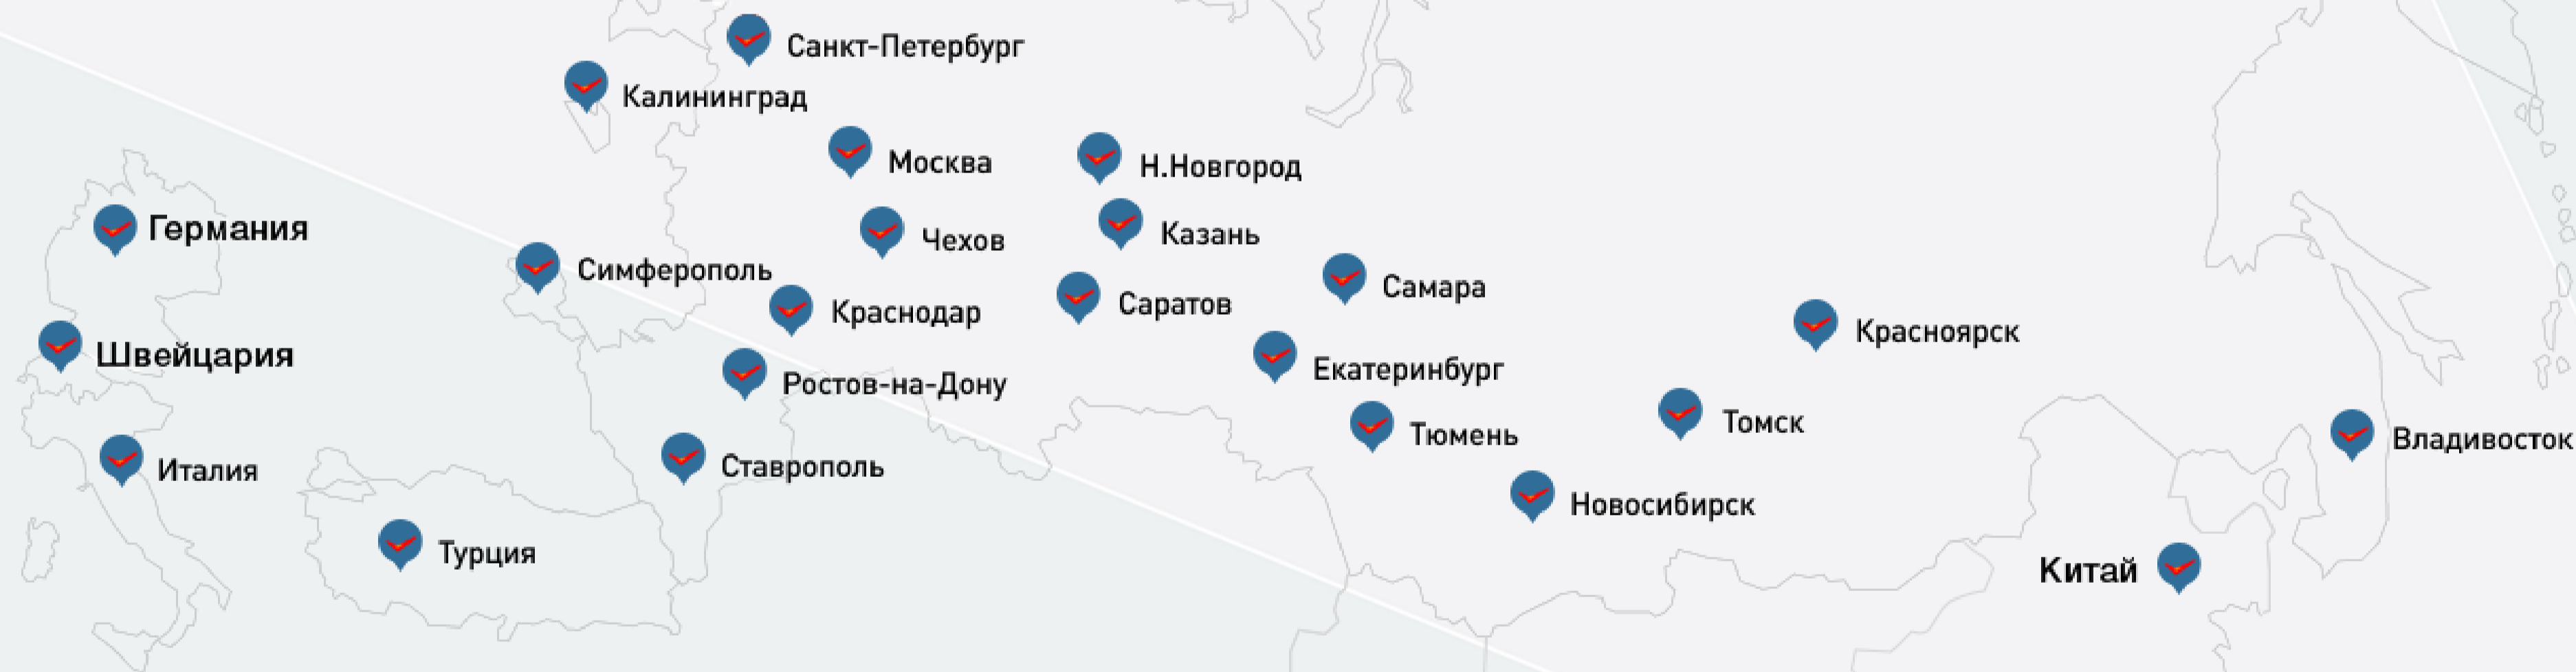 Санкт-Петербург
Калининград
Москва
Н.Новгород
Германия
Чехов
Казань
Симферополь
Самара
Краснодар
Саратов
Красноярск
Швейцария
Екатеринбург
Ростов-на-Дону
Томск
Тюмень
Владивосток
Италия
Ставрополь
Новосибирск
Турция
Китай